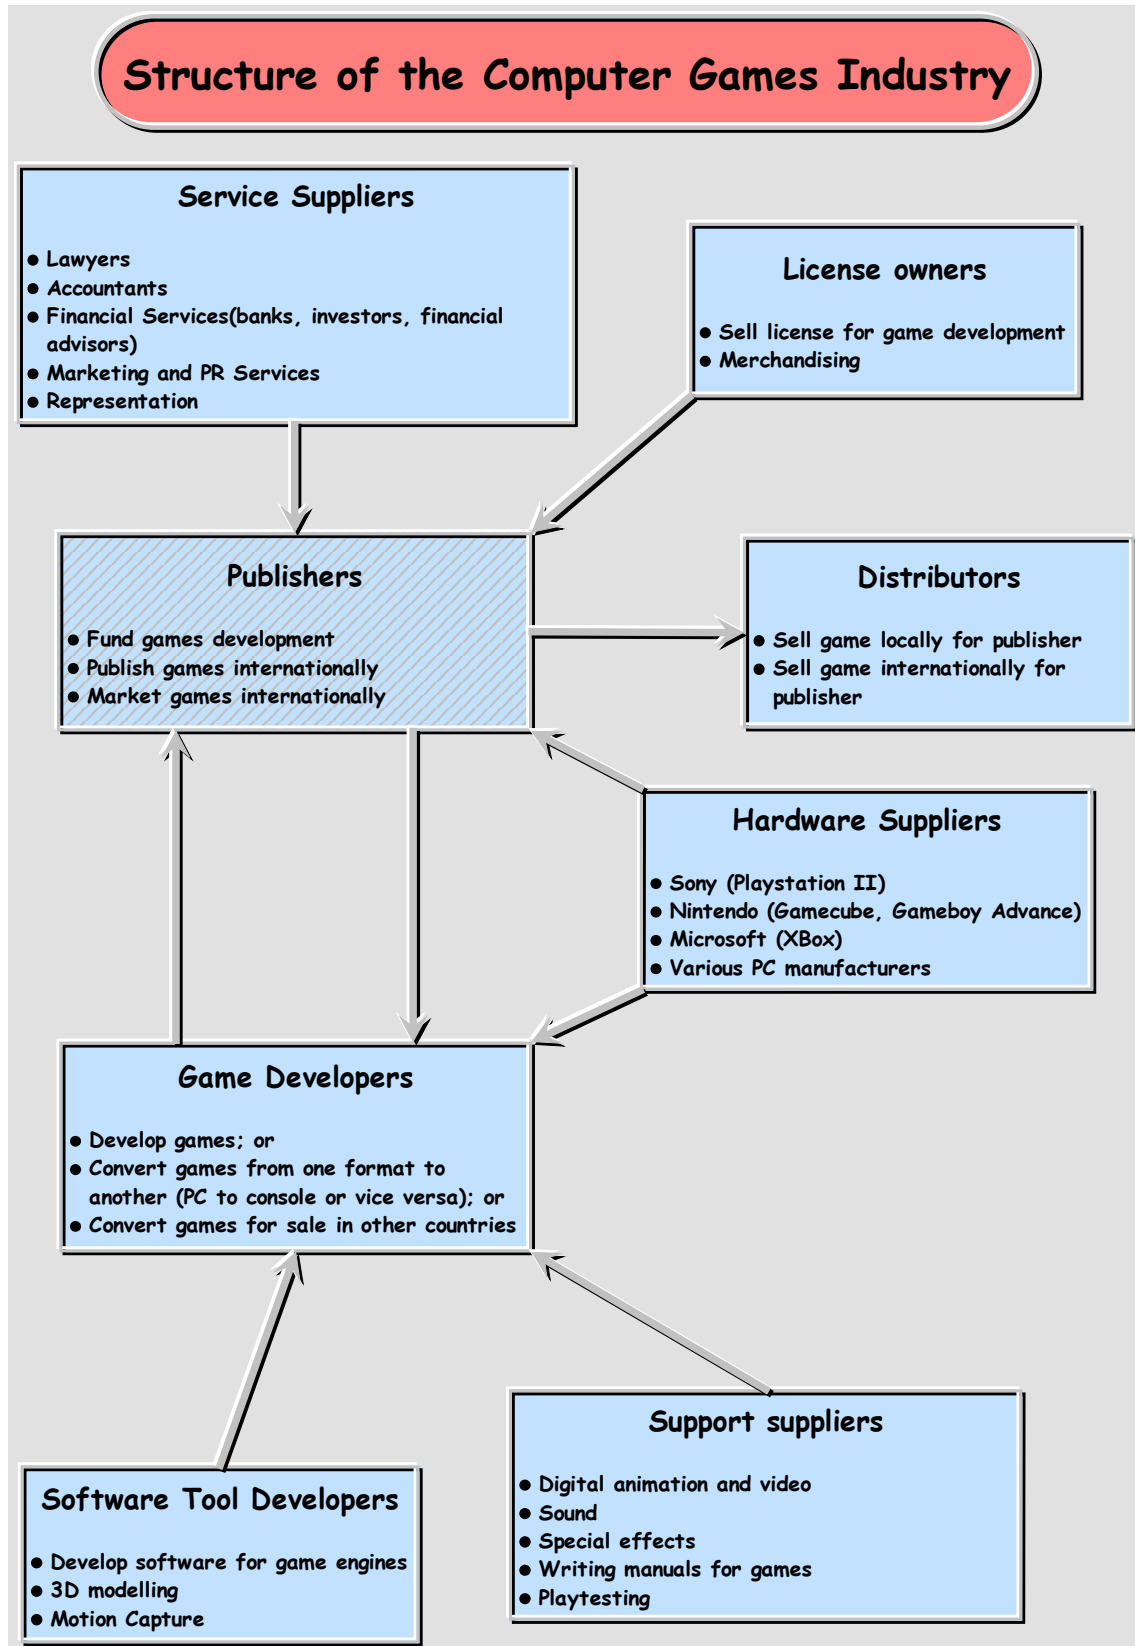 Structure of the Computer Games Industry
Service Suppliers
● Lawyers
● Accountants
● Financial Services(banks, investors, financial
advisors)
● Marketing and PR Services
● Representation
License owners
● Sell license for game development
● Merchandising
Publishers
● Fund games development
● Publish games internationally
● Market games internationally
Distributors
● Sell game locally for publisher
● Sell game internationally for
publisher
Hardware Suppliers
● Sony (Playstation II)
● Nintendo (Gamecube, Gameboy Advance)
● Microsoft (XBox)
● Various PC manufacturers
Game Developers
● Develop games; or
● Convert games from one format to
another (PC to console or vice versa); or
● Convert games for sale in other countries
Support suppliers
● Digital animation and video
● Sound
● Special effects
● Writing manuals for games
● Playtesting
Software Tool Developers
● Develop software for game engines
● 3D modelling
● Motion Capture